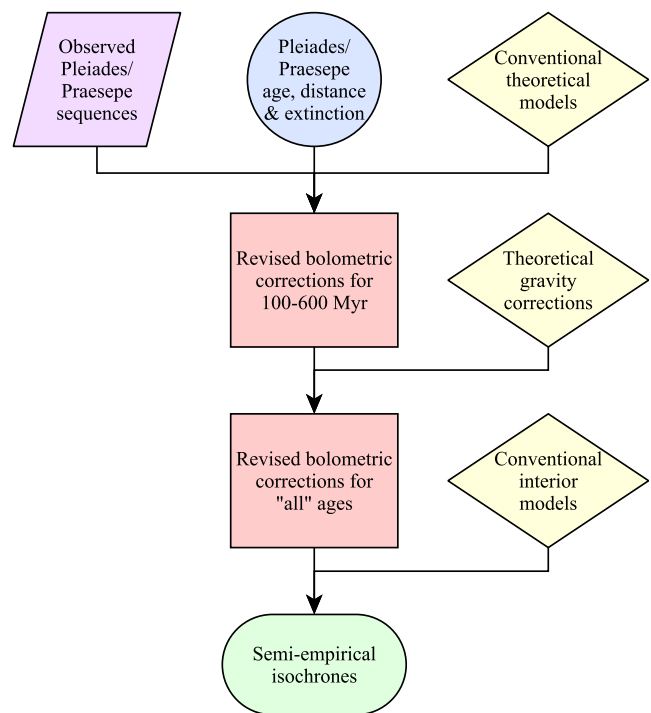 Observed
Pleiades/
Praesepe
sequences
Pleiades/
Praesepe
age, distance
& extinction
Conventional
theoretical
models
Revised bolometric
corrections for
100-600 Myr
Theoretical
gravity
corrections
Revised bolometric
corrections for
"all" ages
Conventional
interior
models
Semi-empirical
isochrones